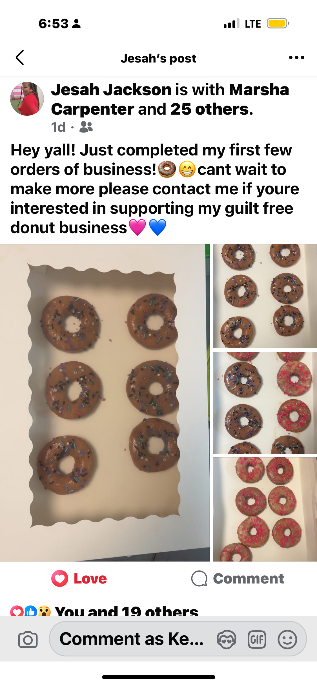 6:53
LTE
Jesah's post
Jesah Jackson is with Marsha
Carpenter and 25 others.
1d ·
Hey yall! Just completed my first few
orders of business!🍩😁cant wait to
make more please contact me if youre
interested in supporting my guilt free
donut business🩷💙
Love
Comment
You and 19 others
Comment as Ke...
GIF